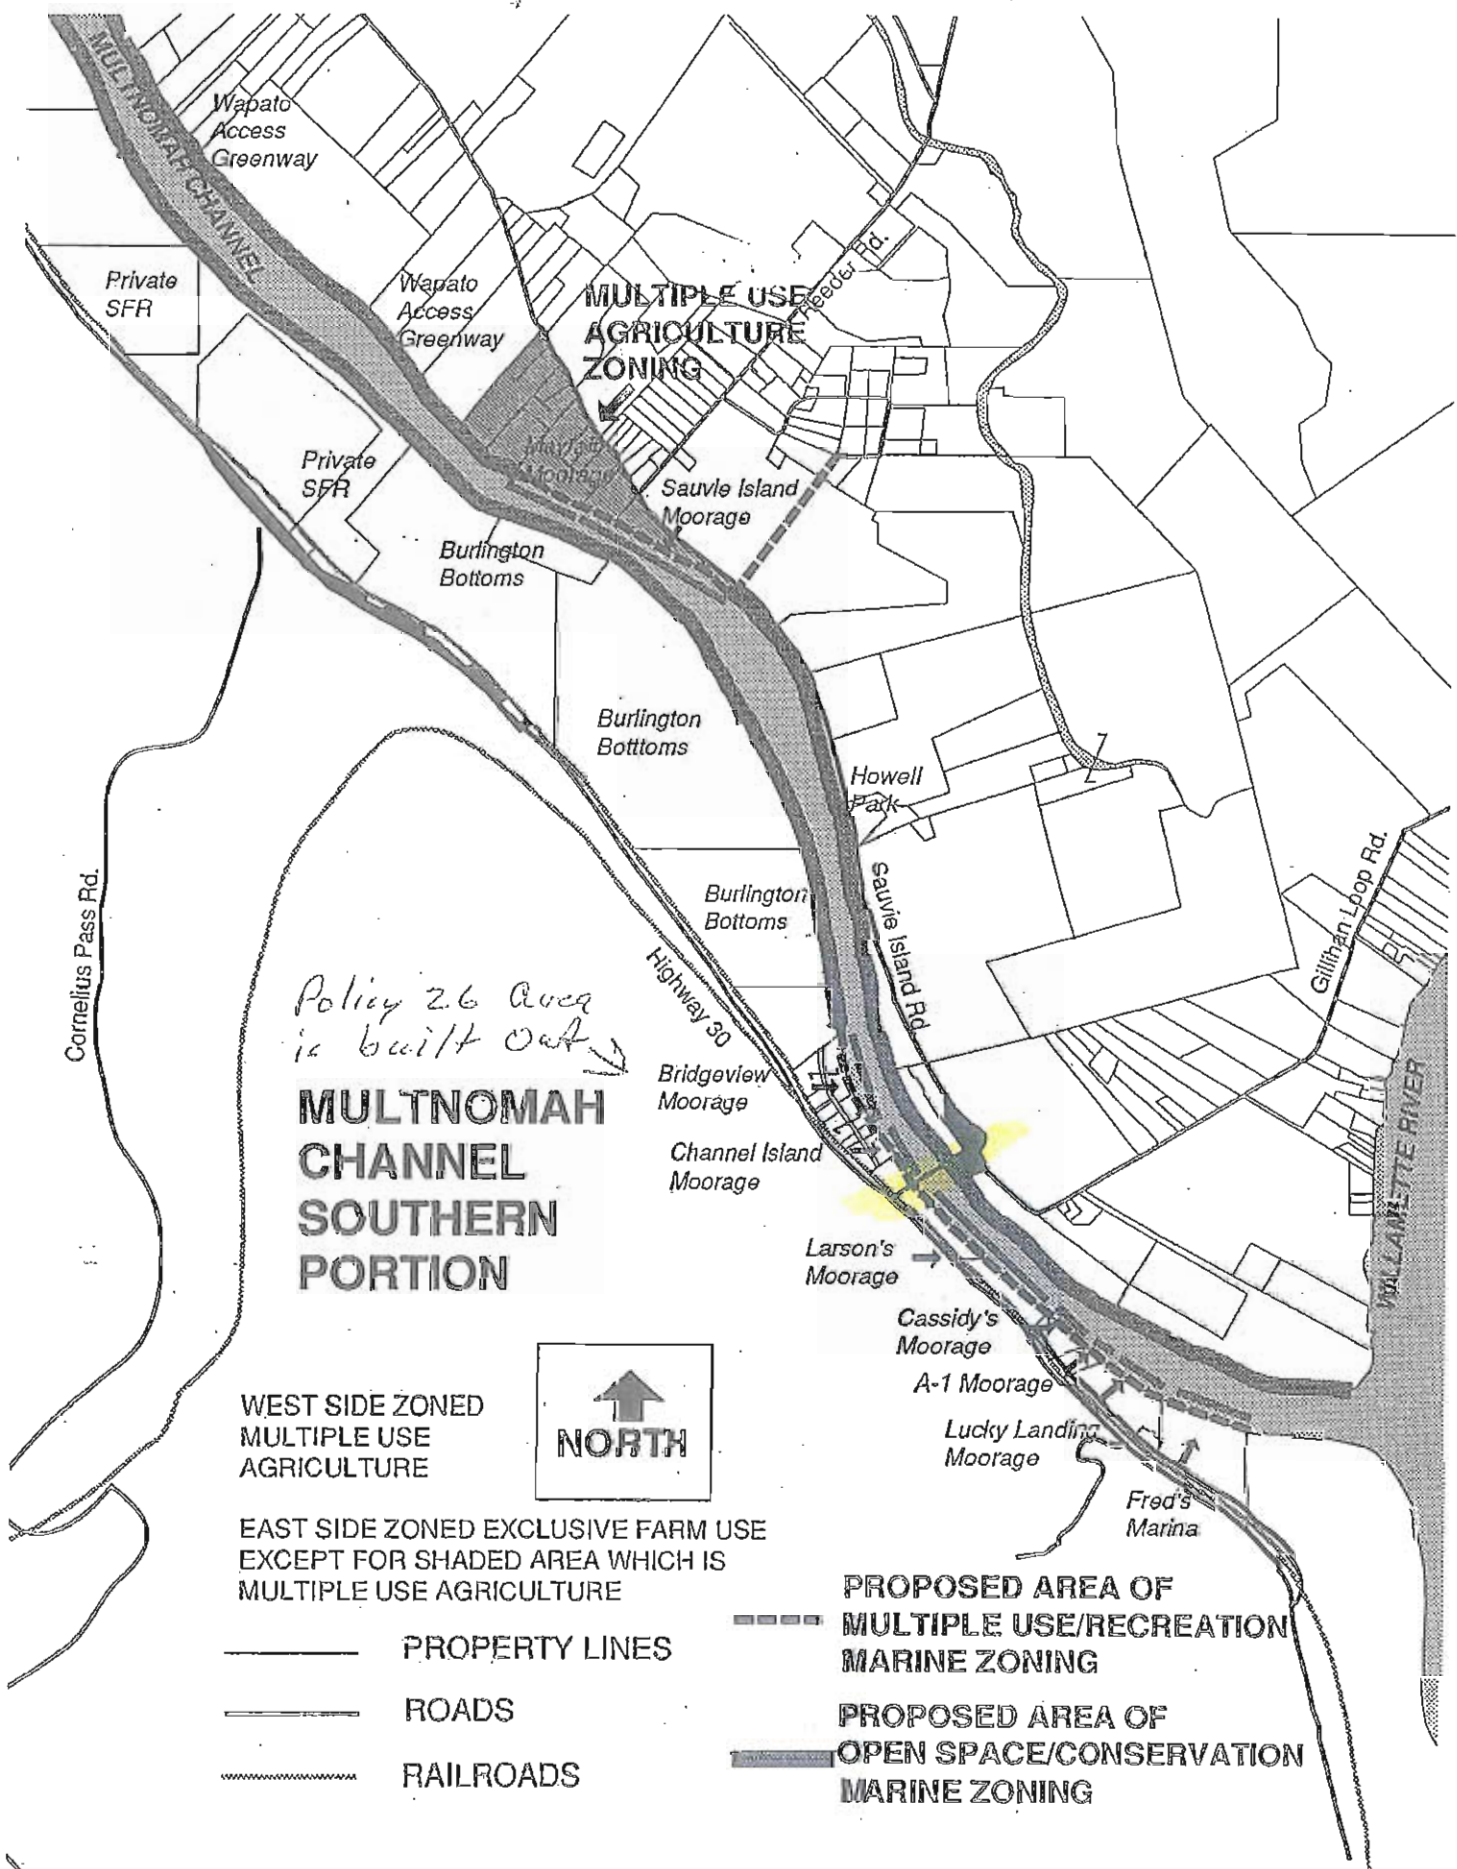 MULTNOMAH CHANNEL
Wapato
Access
Greenway
Private
SFR
Wapato
Access
Greenway
MULTIPLE USE
AGRICULTURE
ZONING
Reeder Rd.
Private
SFR
Mayfair
Moorage
Sauvie Island
Moorage
Burlington
Bottoms
Burlington
Botttoms
Howell
Park
Burlington
Bottoms
Sauvie Island Rd.
Gillihan Loop Rd.
Cornelius Pass Rd.
Highway 30
Policy 26 Area
is built Out
Bridgeview
Moorage
MULTNOMAH
CHANNEL
SOUTHERN
PORTION
Channel Island
Moorage
WILLAMETTE RIVER
Larson's
Moorage
Cassidy's
Moorage
A-1 Moorage
Lucky Landing
Moorage
Fred's
Marina
WEST SIDE ZONED
MULTIPLE USE
AGRICULTURE
NORTH
EAST SIDE ZONED EXCLUSIVE FARM USE
EXCEPT FOR SHADED AREA WHICH IS
MULTIPLE USE AGRICULTURE
PROPERTY LINES
ROADS
RAILROADS
PROPOSED AREA OF
MULTIPLE USE/RECREATION
MARINE ZONING
PROPOSED AREA OF
OPEN SPACE/CONSERVATION
MARINE ZONING